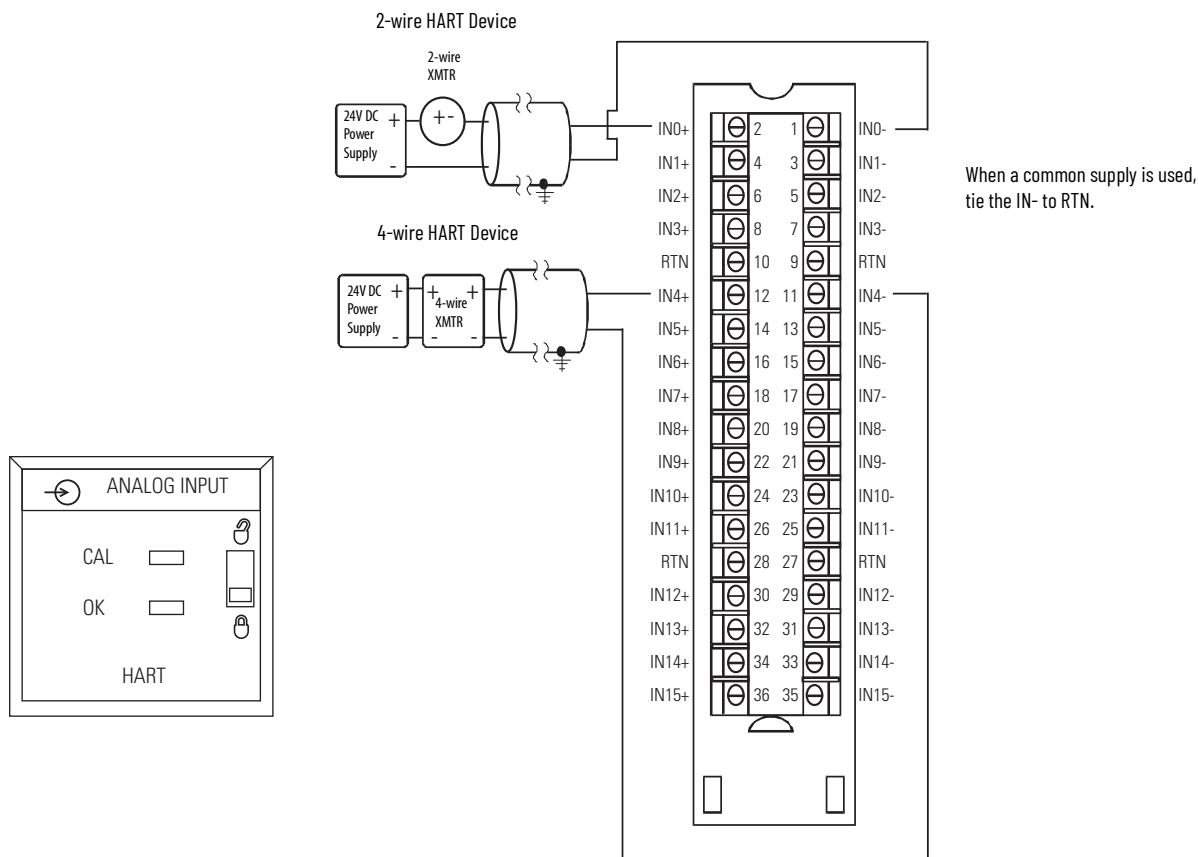 2-wire HART Device
2-wire
XMTR
24V DC +
Power
Supply -
+ -
4-wire HART Device
24V DC +
Power
Supply -
+ +
4-wire
XMTR
- -
IN0+ 2 1 IN0-
IN1+ 4 3 IN1-
IN2+ 6 5 IN2-
IN3+ 8 7 IN3-
RTN 10 9 RTN
IN4+ 12 11 IN4-
IN5+ 14 13 IN5-
IN6+ 16 15 IN6-
IN7+ 18 17 IN7-
IN8+ 20 19 IN8-
IN9+ 22 21 IN9-
IN10+ 24 23 IN10-
IN11+ 26 25 IN11-
RTN 28 27 RTN
IN12+ 30 29 IN12-
IN13+ 32 31 IN13-
IN14+ 34 33 IN14-
IN15+ 36 35 IN15-
When a common supply is used,
tie the IN- to RTN.
ANALOG INPUT
CAL
OK
HART